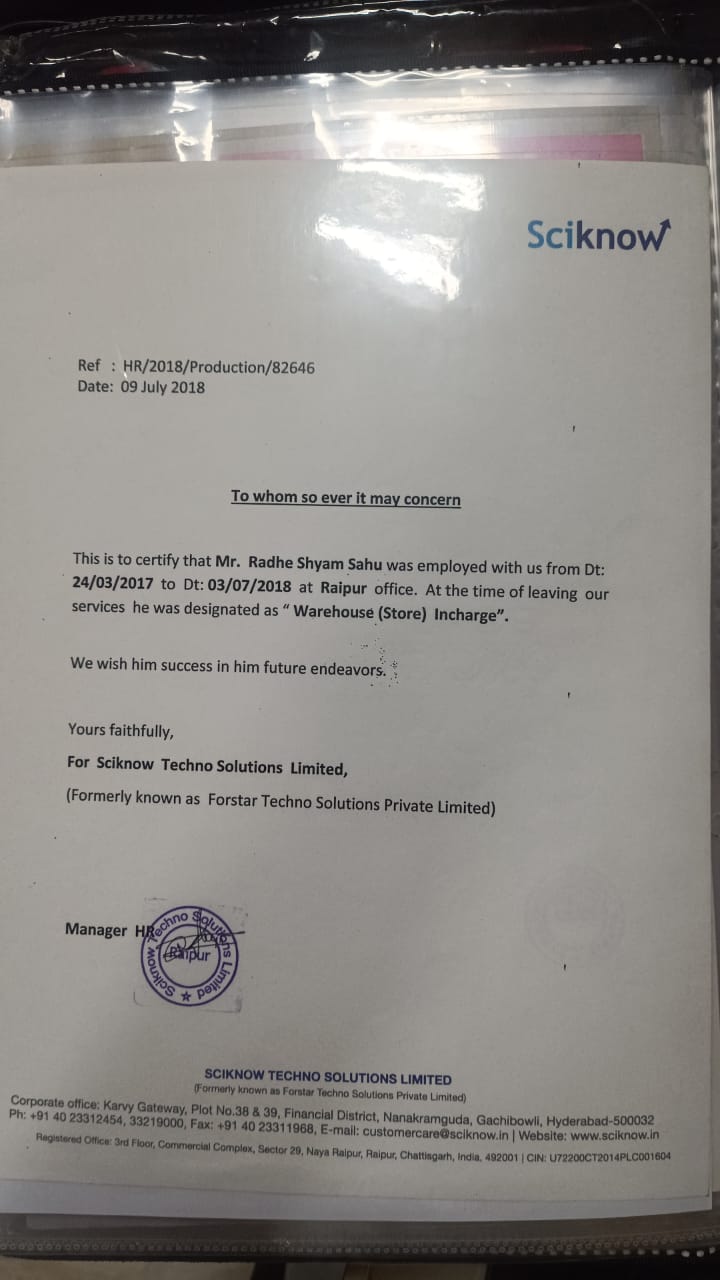 Sciknow
Ref : HR/2018/Production/82646
Date: 09 July 2018
To whom so ever it may concern
This is to certify that Mr. Radhe Shyam Sahu was employed with us from Dt:
24/03/2017 to Dt: 03/07/2018 at Raipur office. At the time of leaving our
services he was designated as “ Warehouse (Store) Incharge”.
We wish him success in him future endeavors.
Yours faithfully,
For Sciknow Techno Solutions Limited,
(Formerly known as Forstar Techno Solutions Private Limited)
Manager HR
Sciknow Techno Solutions Limited
Raipur
SCIKNOW TECHNO SOLUTIONS LIMITED
(Formerly known as Forstar Techno Solutions Private Limited)
Corporate office: Karvy Gateway, Plot No.38 & 39, Financial District, Nanakramguda, Gachibowli, Hyderabad-500032
Ph: +91 40 23312454, 33219000, Fax: +91 40 23311968, E-mail: customercare@sciknow.in | Website: www.sciknow.in
Registered Office: 3rd Floor, Commercial Complex, Sector 29, Naya Raipur, Raipur, Chattisgarh, India, 492001 | CIN: U72200CT2014PLC001604